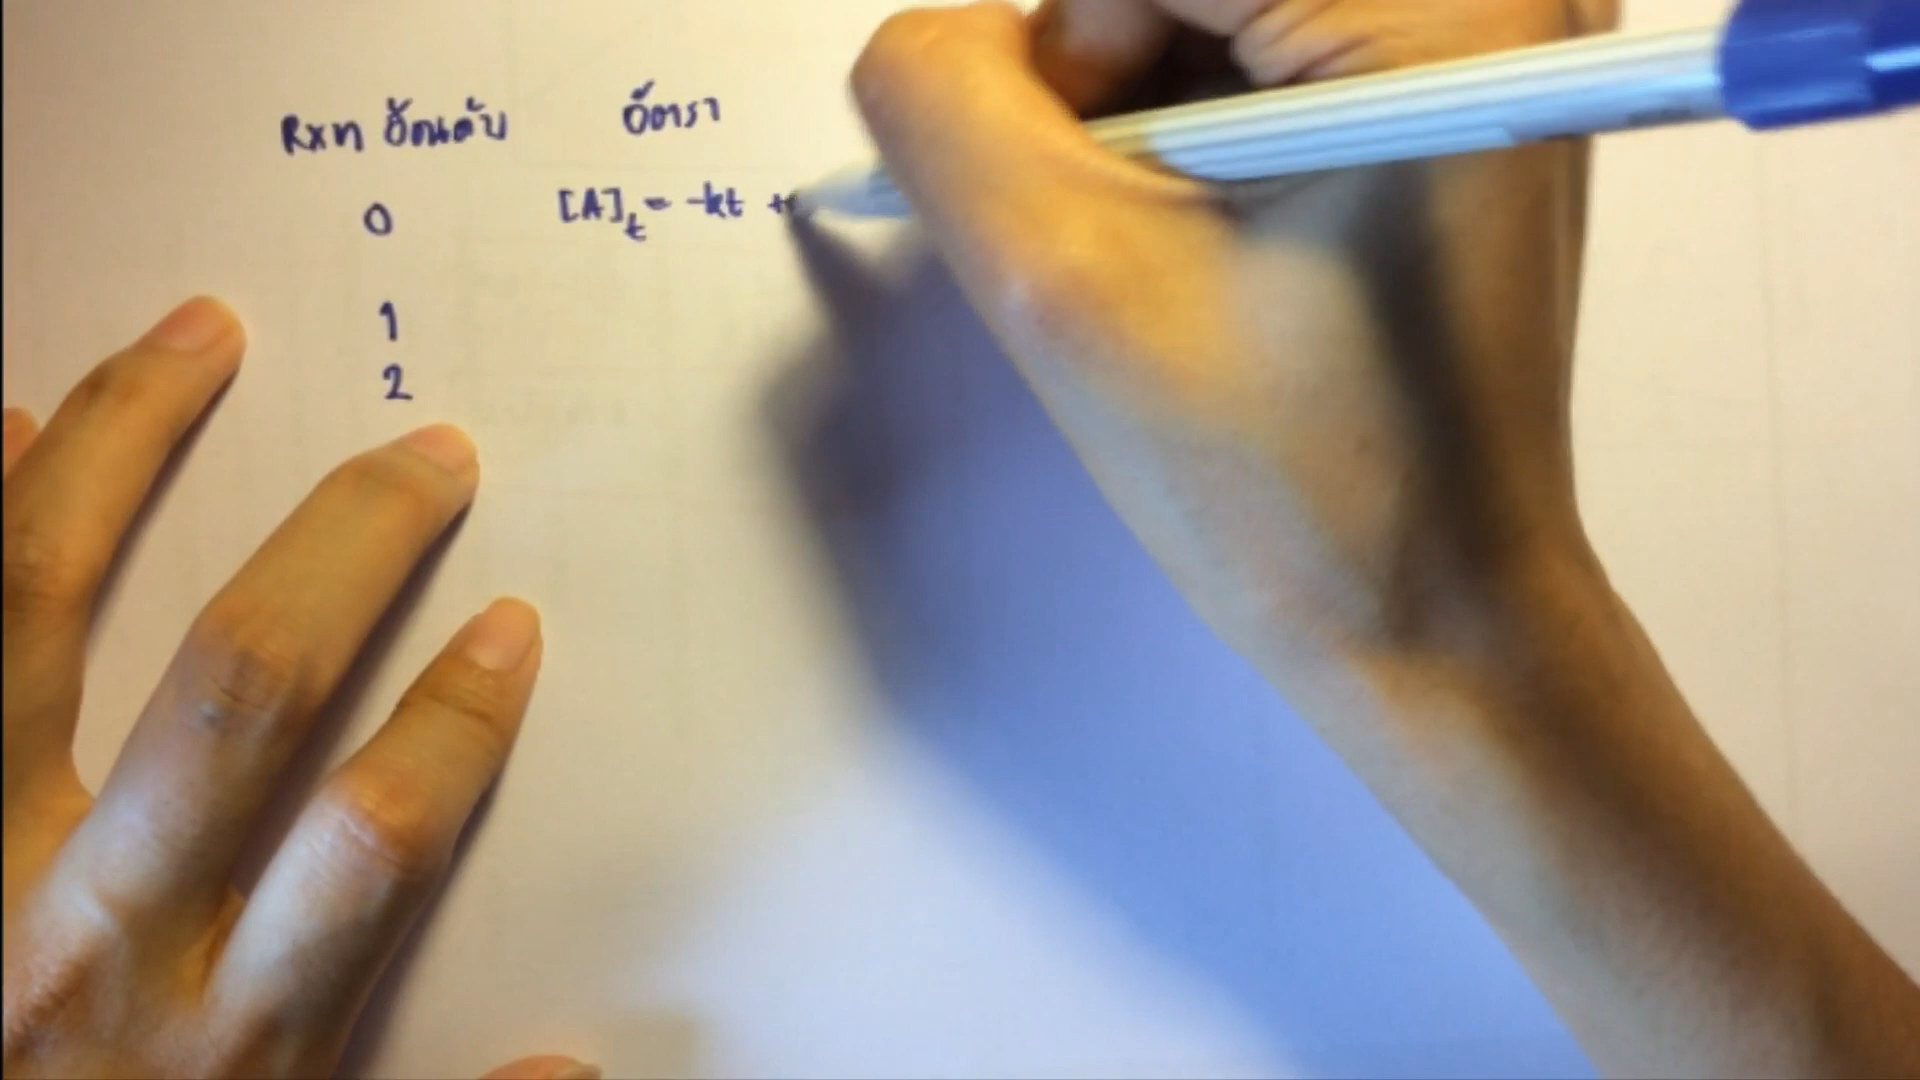 Rxn อันดับ อัตรา
0 [A]t = -kt +
1
2